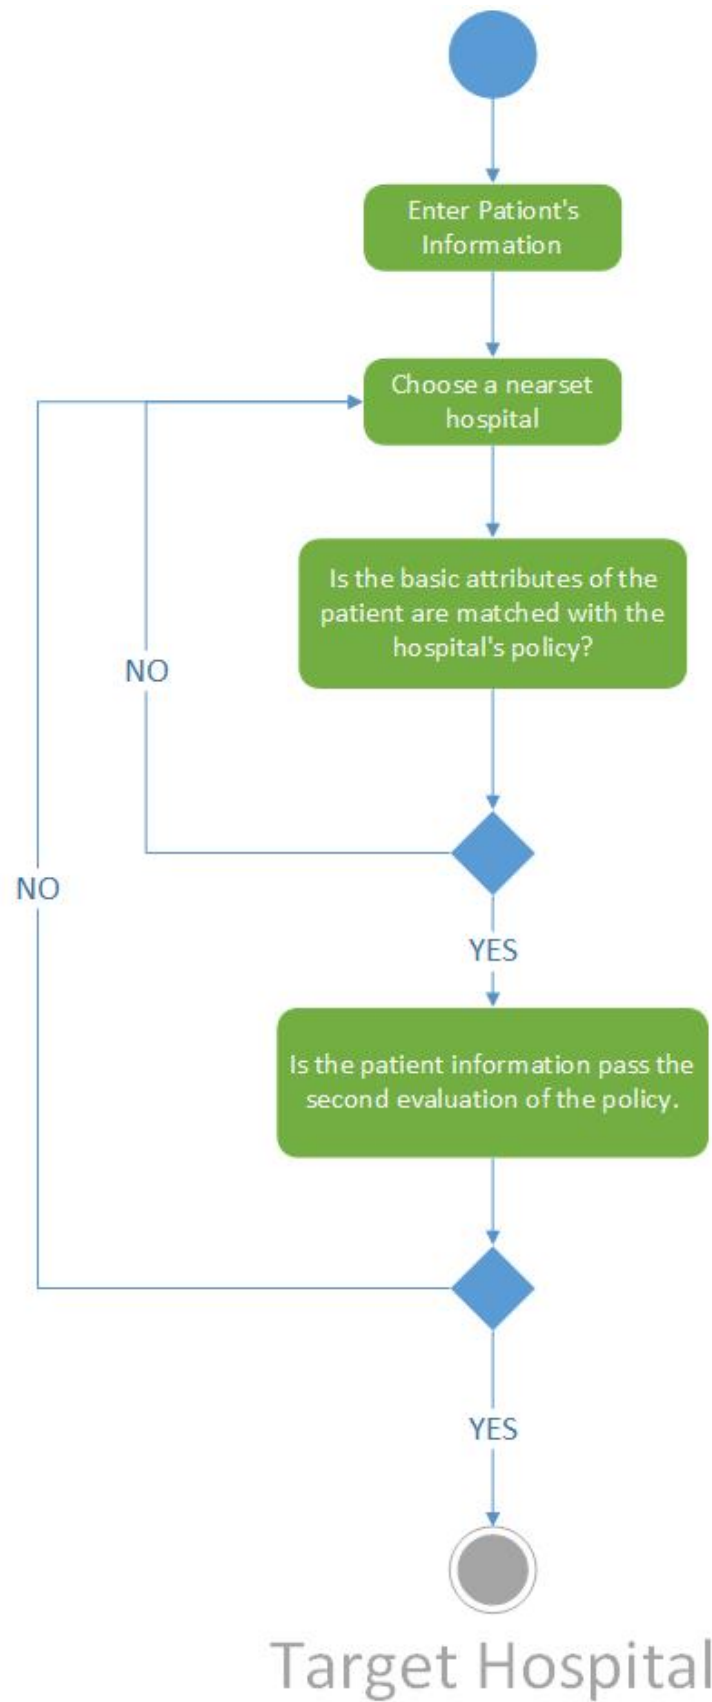 Enter Pationt's
Information
Choose a nearset
hospital
Is the basic attributes of the
patient are matched with the
hospital's policy?
NO
NO
YES
Is the patient information pass the
second evaluation of the policy.
YES
Target Hospital